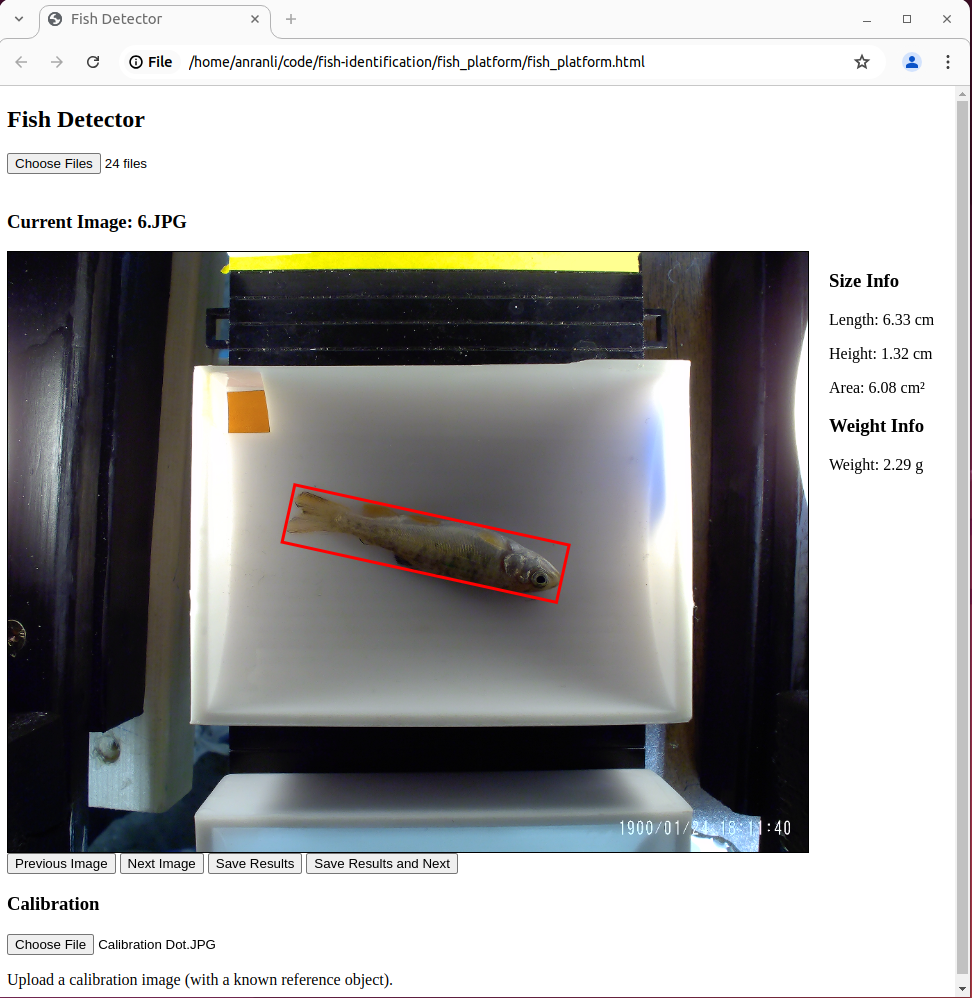 Fish Detector
File /home/anranli/code/fish-identification/fish_platform/fish_platform.html
Fish Detector
Choose Files 24 files
Current Image: 6.JPG
Size Info
Length: 6.33 cm
Height: 1.32 cm
Area: 6.08 cm²
Weight Info
Weight: 2.29 g
1900/01/24 18:11:40
Previous Image Next Image Save Results Save Results and Next
Calibration
Choose File Calibration Dot.JPG
Upload a calibration image (with a known reference object).